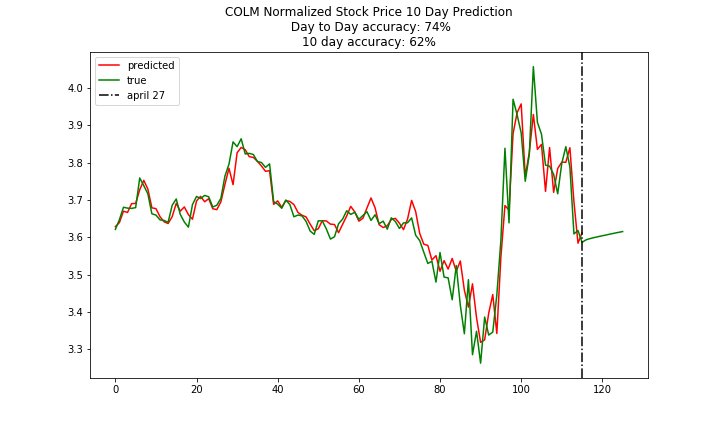 COLM Normalized Stock Price 10 Day Prediction
Day to Day accuracy: 74%
10 day accuracy: 62%
predicted
true
april 27
4.0
3.9
3.8
3.7
3.6
3.5
3.4
3.3
0 20 40 60 80 100 120